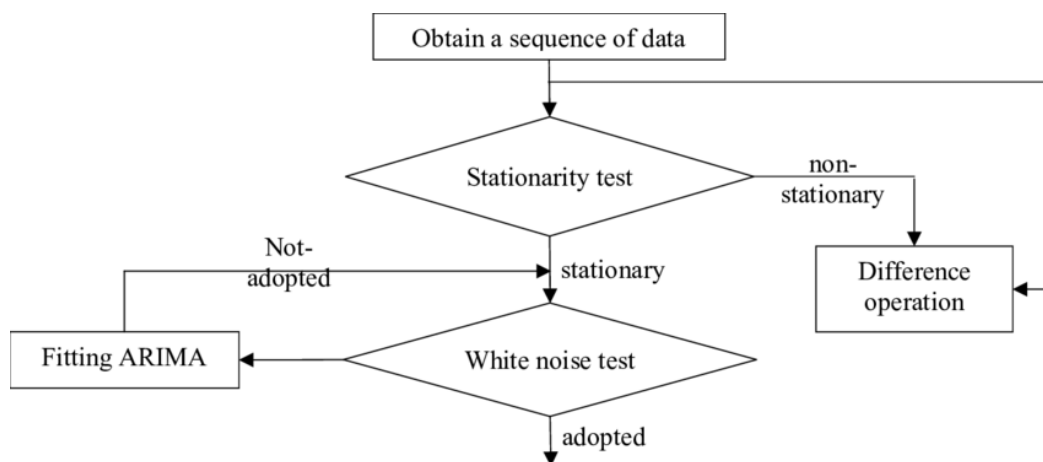 Obtain a sequence of data
Stationarity test
non-
stationary
Not-
adopted
stationary
Difference
operation
Fitting ARIMA
White noise test
adopted